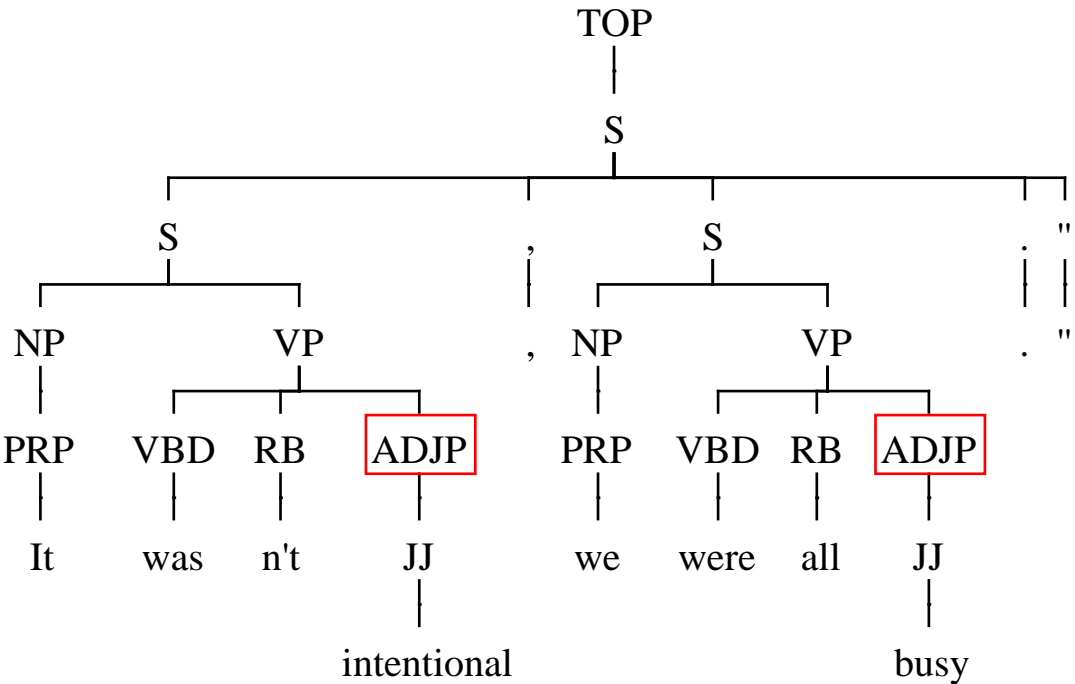 TOP
S
S , S . "
NP VP , NP VP . "
PRP VBD RB ADJP PRP VBD RB ADJP
It was n't JJ we were all JJ
intentional busy